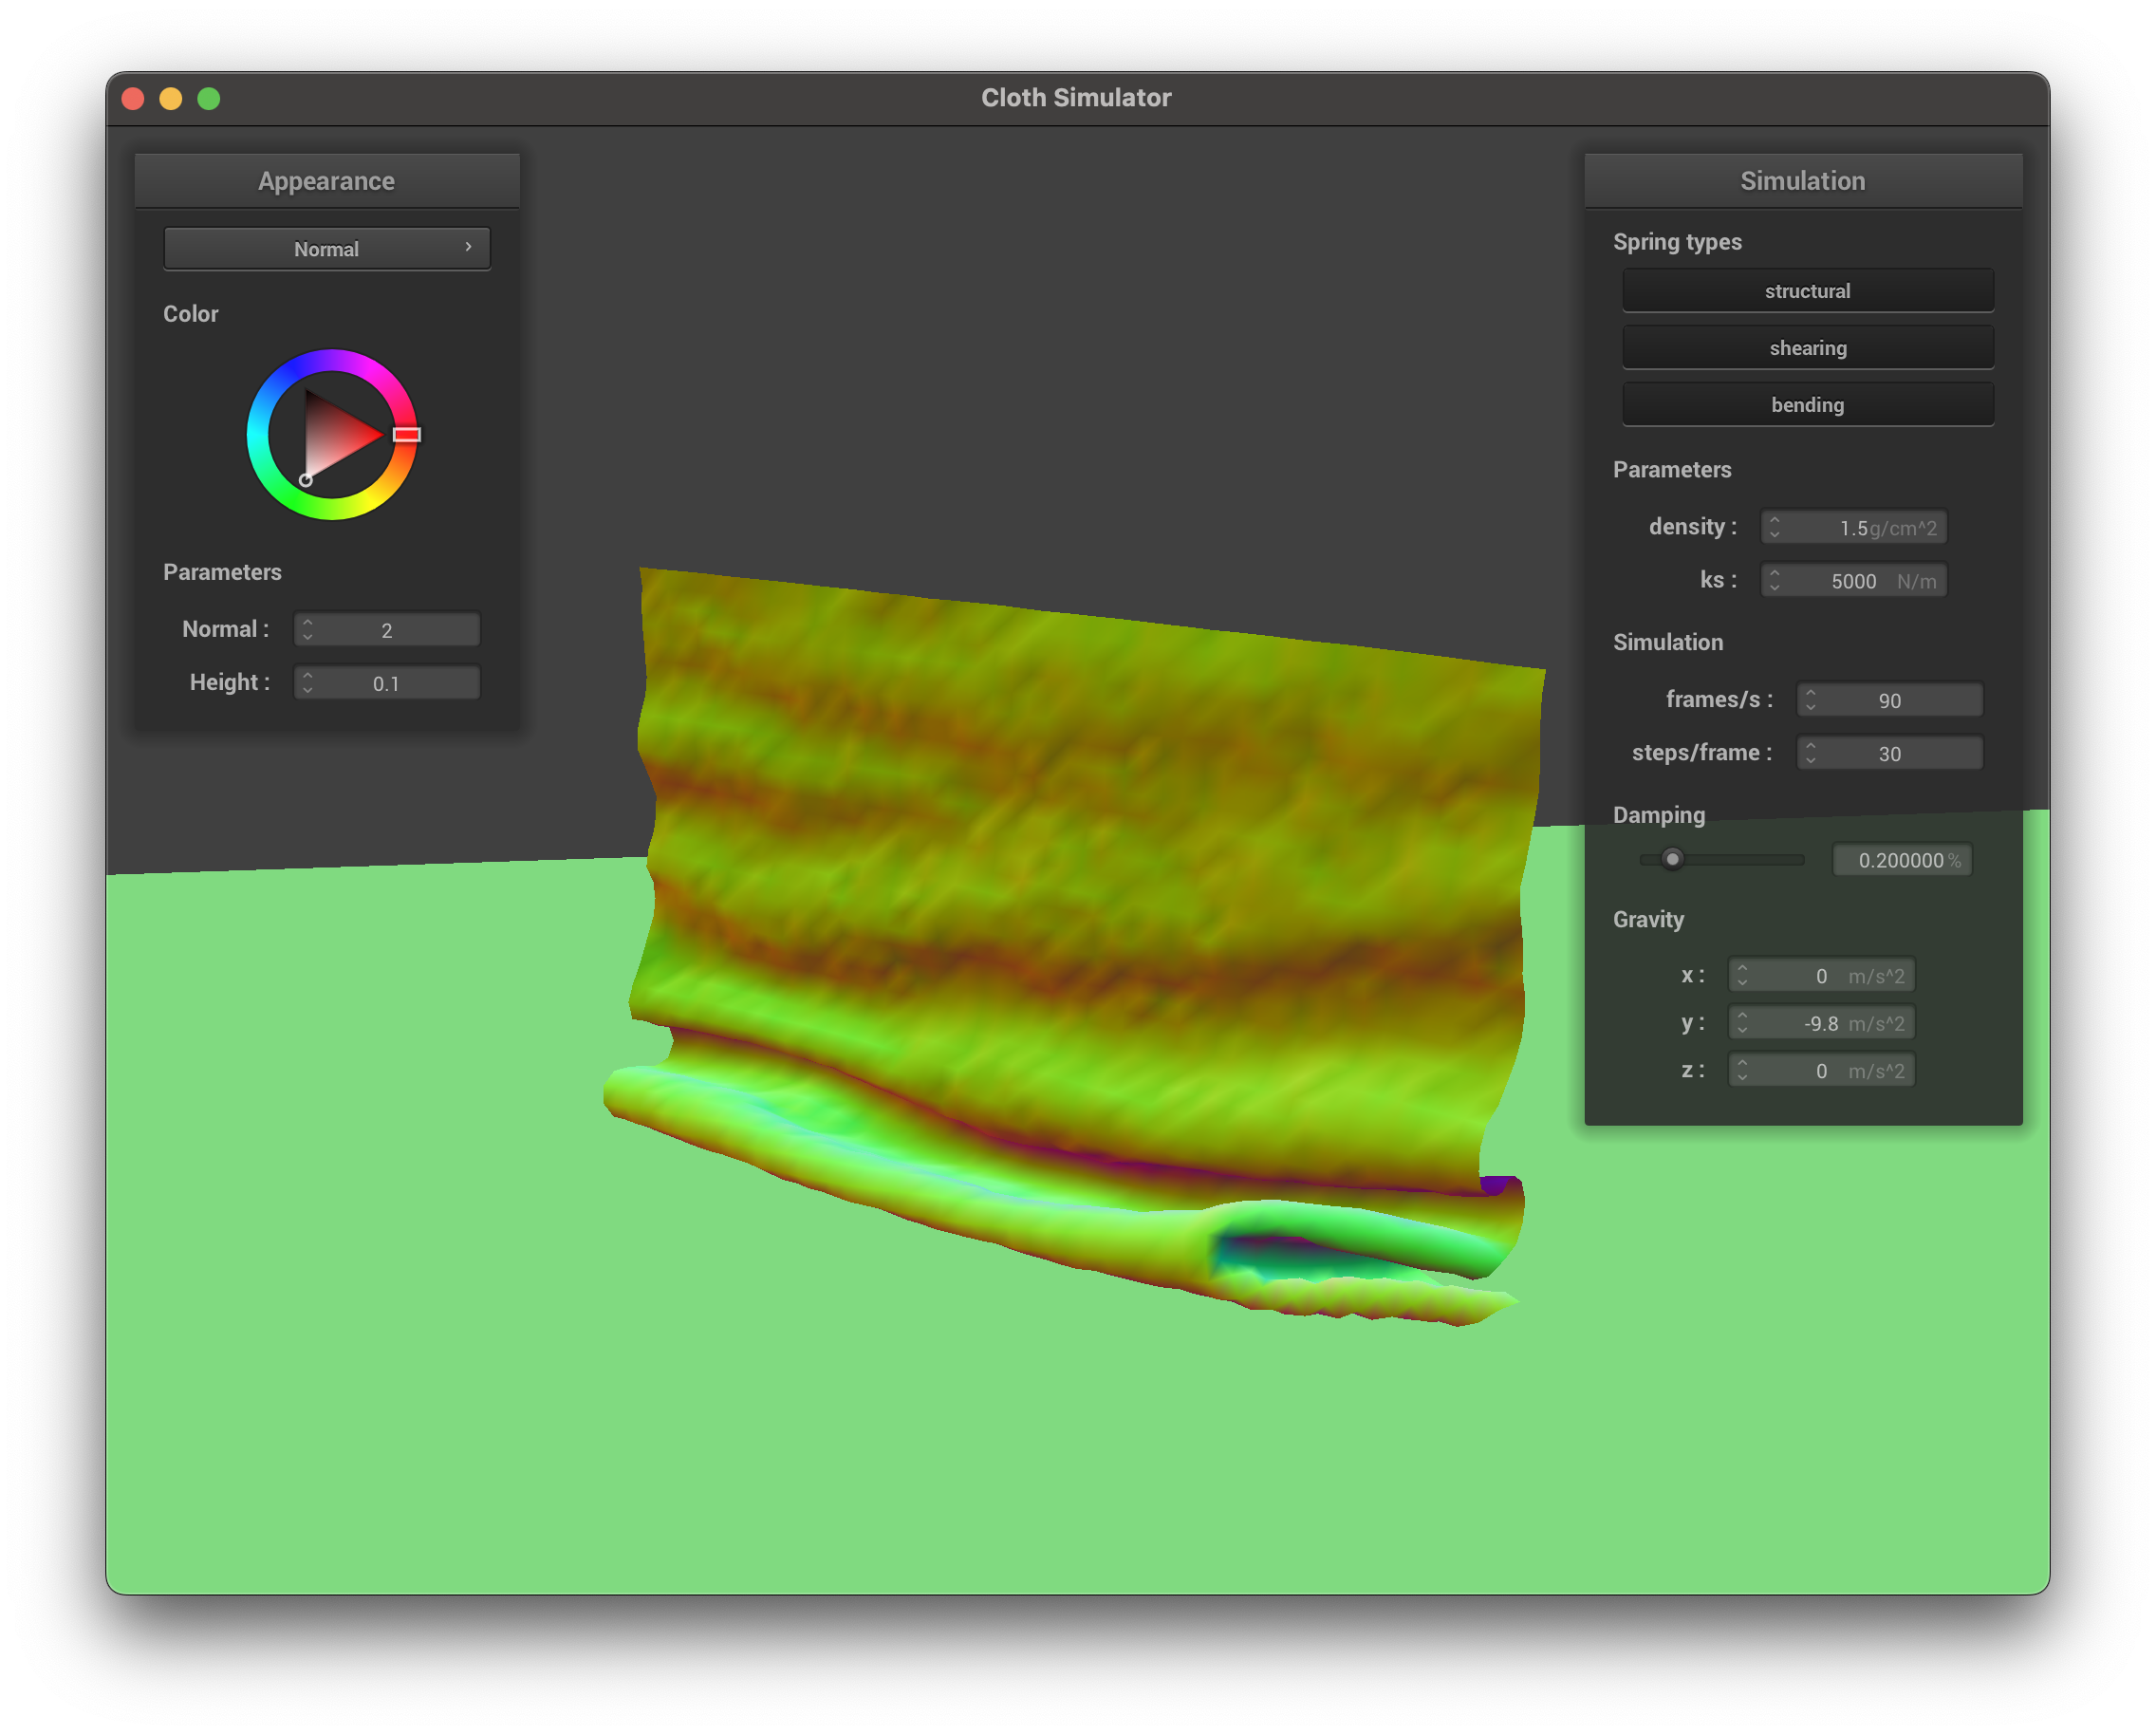 Cloth Simulator
Appearance
Normal
Color
Parameters
Normal : 2
Height : 0.1
Simulation
Spring types
structural
shearing
bending
Parameters
density : 1.5 g/cm^2
ks : 5000 N/m
Simulation
frames/s : 90
steps/frame : 30
Damping
0.200000 %
Gravity
x : 0 m/s^2
y : -9.8 m/s^2
z : 0 m/s^2